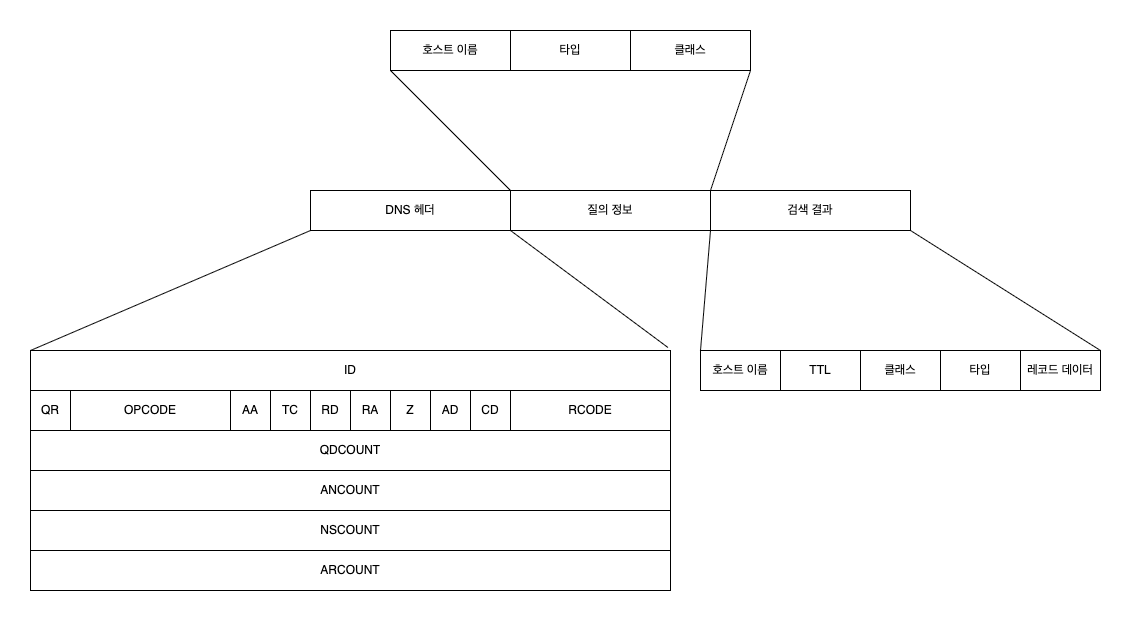 호스트 이름 타입 클래스
DNS 헤더 질의 정보 검색 결과
ID
QR OPCODE AA TC RD RA Z AD CD RCODE
QDCOUNT
ANCOUNT
NSCOUNT
ARCOUNT
호스트 이름 TTL 클래스 타입 레코드 데이터